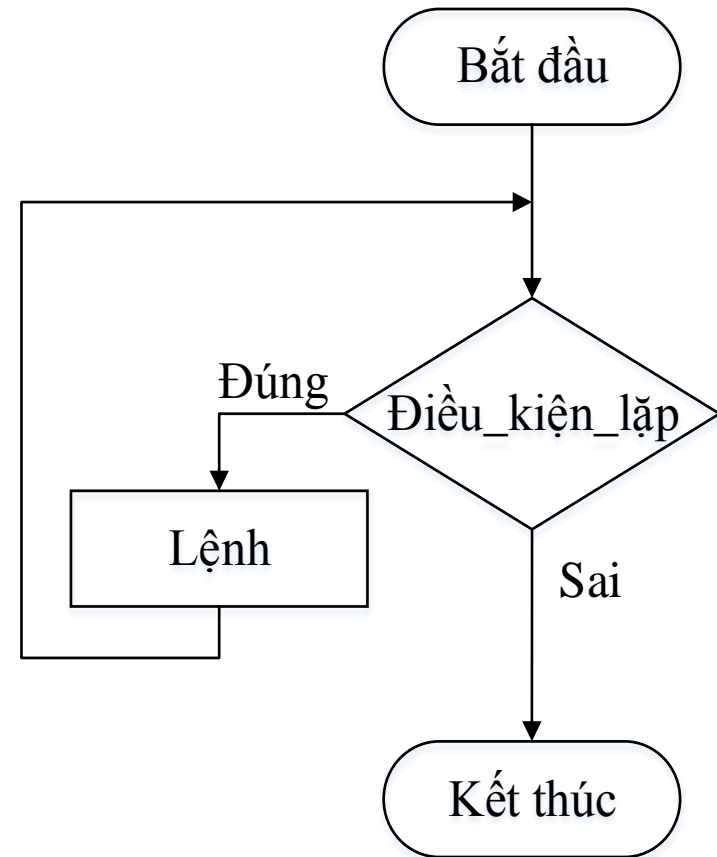 Bắt đầu
Đúng
Điều_kiện_lặp
Lệnh
Sai
Kết thúc